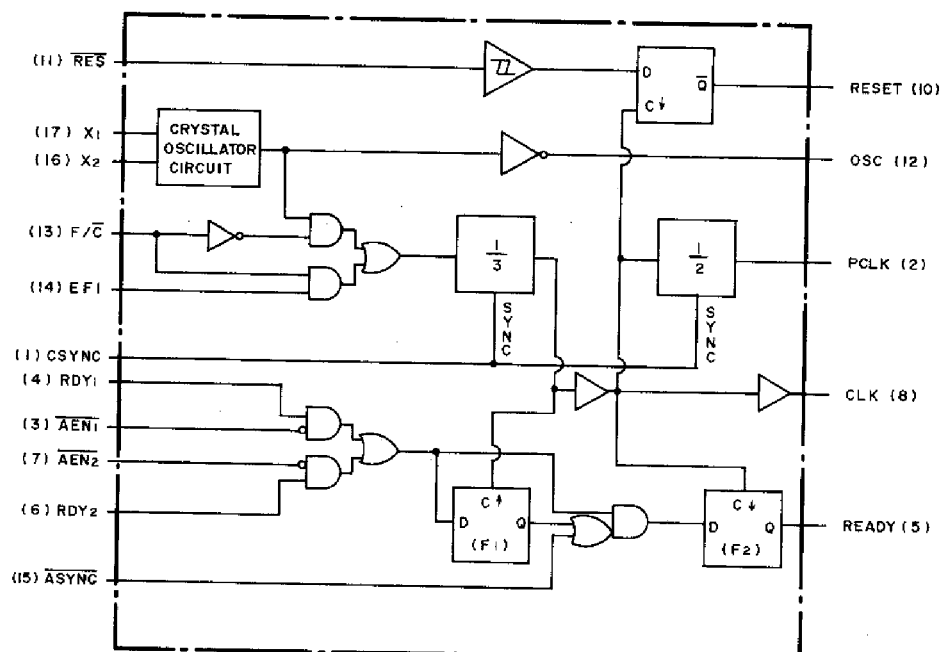 (11) RES
D
Q
C↓
RESET (10)
(17) X1
(16) X2
CRYSTAL
OSCILLATOR
CIRCUIT
OSC (12)
(13) F/C
(14) EFI
1/3
SYNC
1/2
SYNC
PCLK (2)
(1) CSYNC
(4) RDY1
CLK (8)
(3) AEN1
(7) AEN2
(6) RDY2
C↑
D
Q
(F1)
C↓
D
Q
(F2)
READY (5)
(15) ASYNC